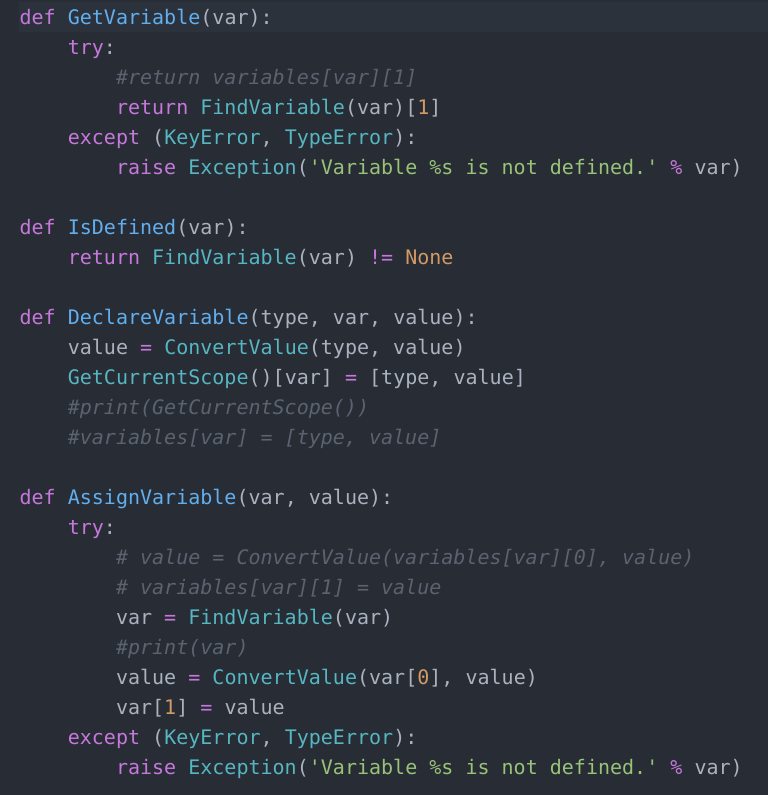 def GetVariable(var):
    try:
        #return variables[var][1]
        return FindVariable(var)[1]
    except (KeyError, TypeError):
        raise Exception('Variable %s is not defined.' % var)

def IsDefined(var):
    return FindVariable(var) != None

def DeclareVariable(type, var, value):
    value = ConvertValue(type, value)
    GetCurrentScope()[var] = [type, value]
    #print(GetCurrentScope())
    #variables[var] = [type, value]

def AssignVariable(var, value):
    try:
        # value = ConvertValue(variables[var][0], value)
        # variables[var][1] = value
        var = FindVariable(var)
        #print(var)
        value = ConvertValue(var[0], value)
        var[1] = value
    except (KeyError, TypeError):
        raise Exception('Variable %s is not defined.' % var)